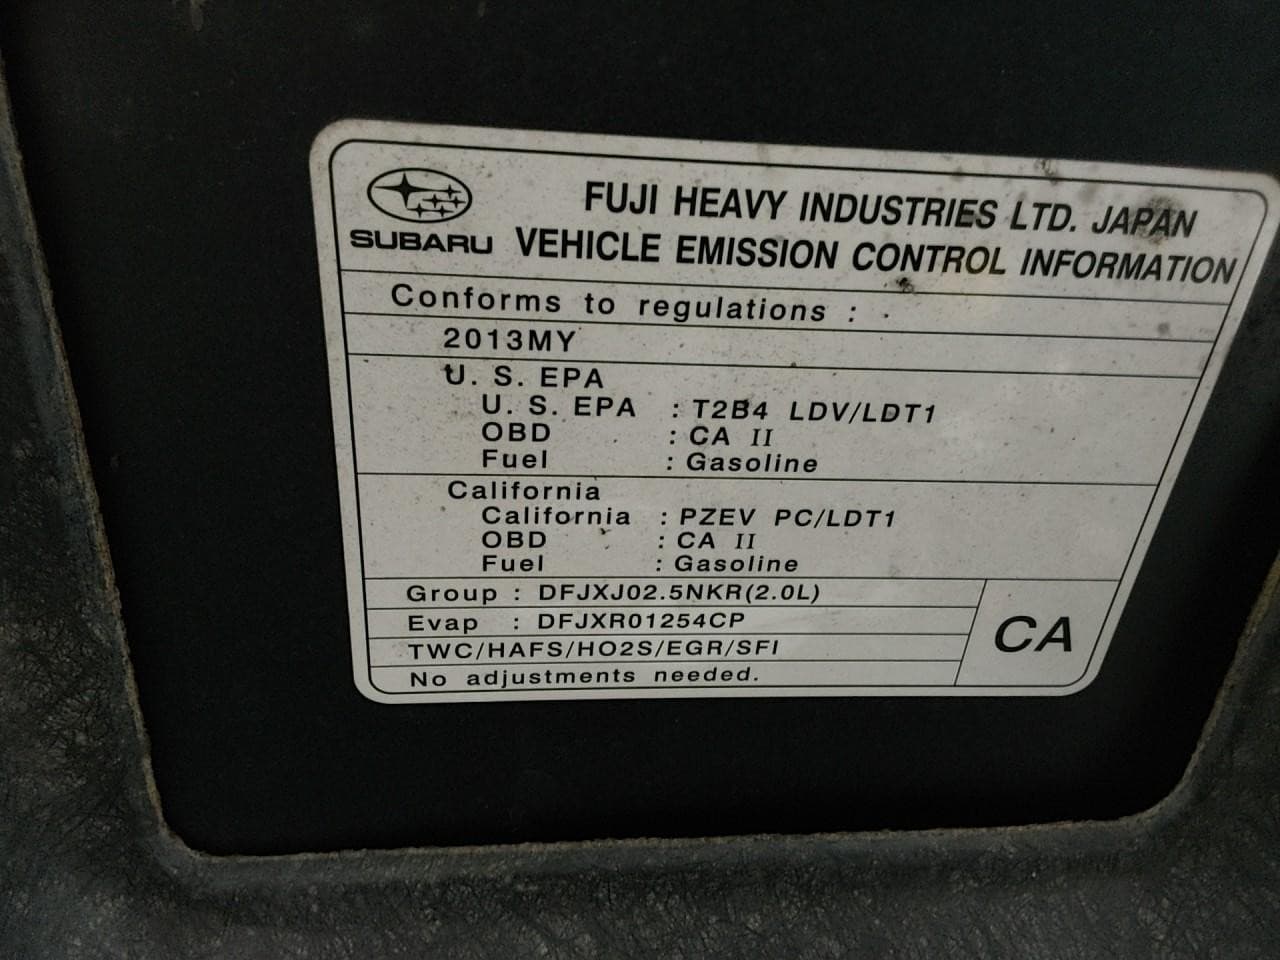 FUJI HEAVY INDUSTRIES LTD. JAPAN
SUBARU VEHICLE EMISSION CONTROL INFORMATION
Conforms to regulations :
2013MY
U. S. EPA
U. S. EPA : T2B4 LDV/LDT1
OBD : CA II
Fuel : Gasoline
California
California : PZEV PC/LDT1
OBD : CA II
Fuel : Gasoline
Group : DFJXJ02.5NKR(2.0L)
Evap : DFJXR01254CP
CA
TWC/HAFS/HO2S/EGR/SFI
No adjustments needed.